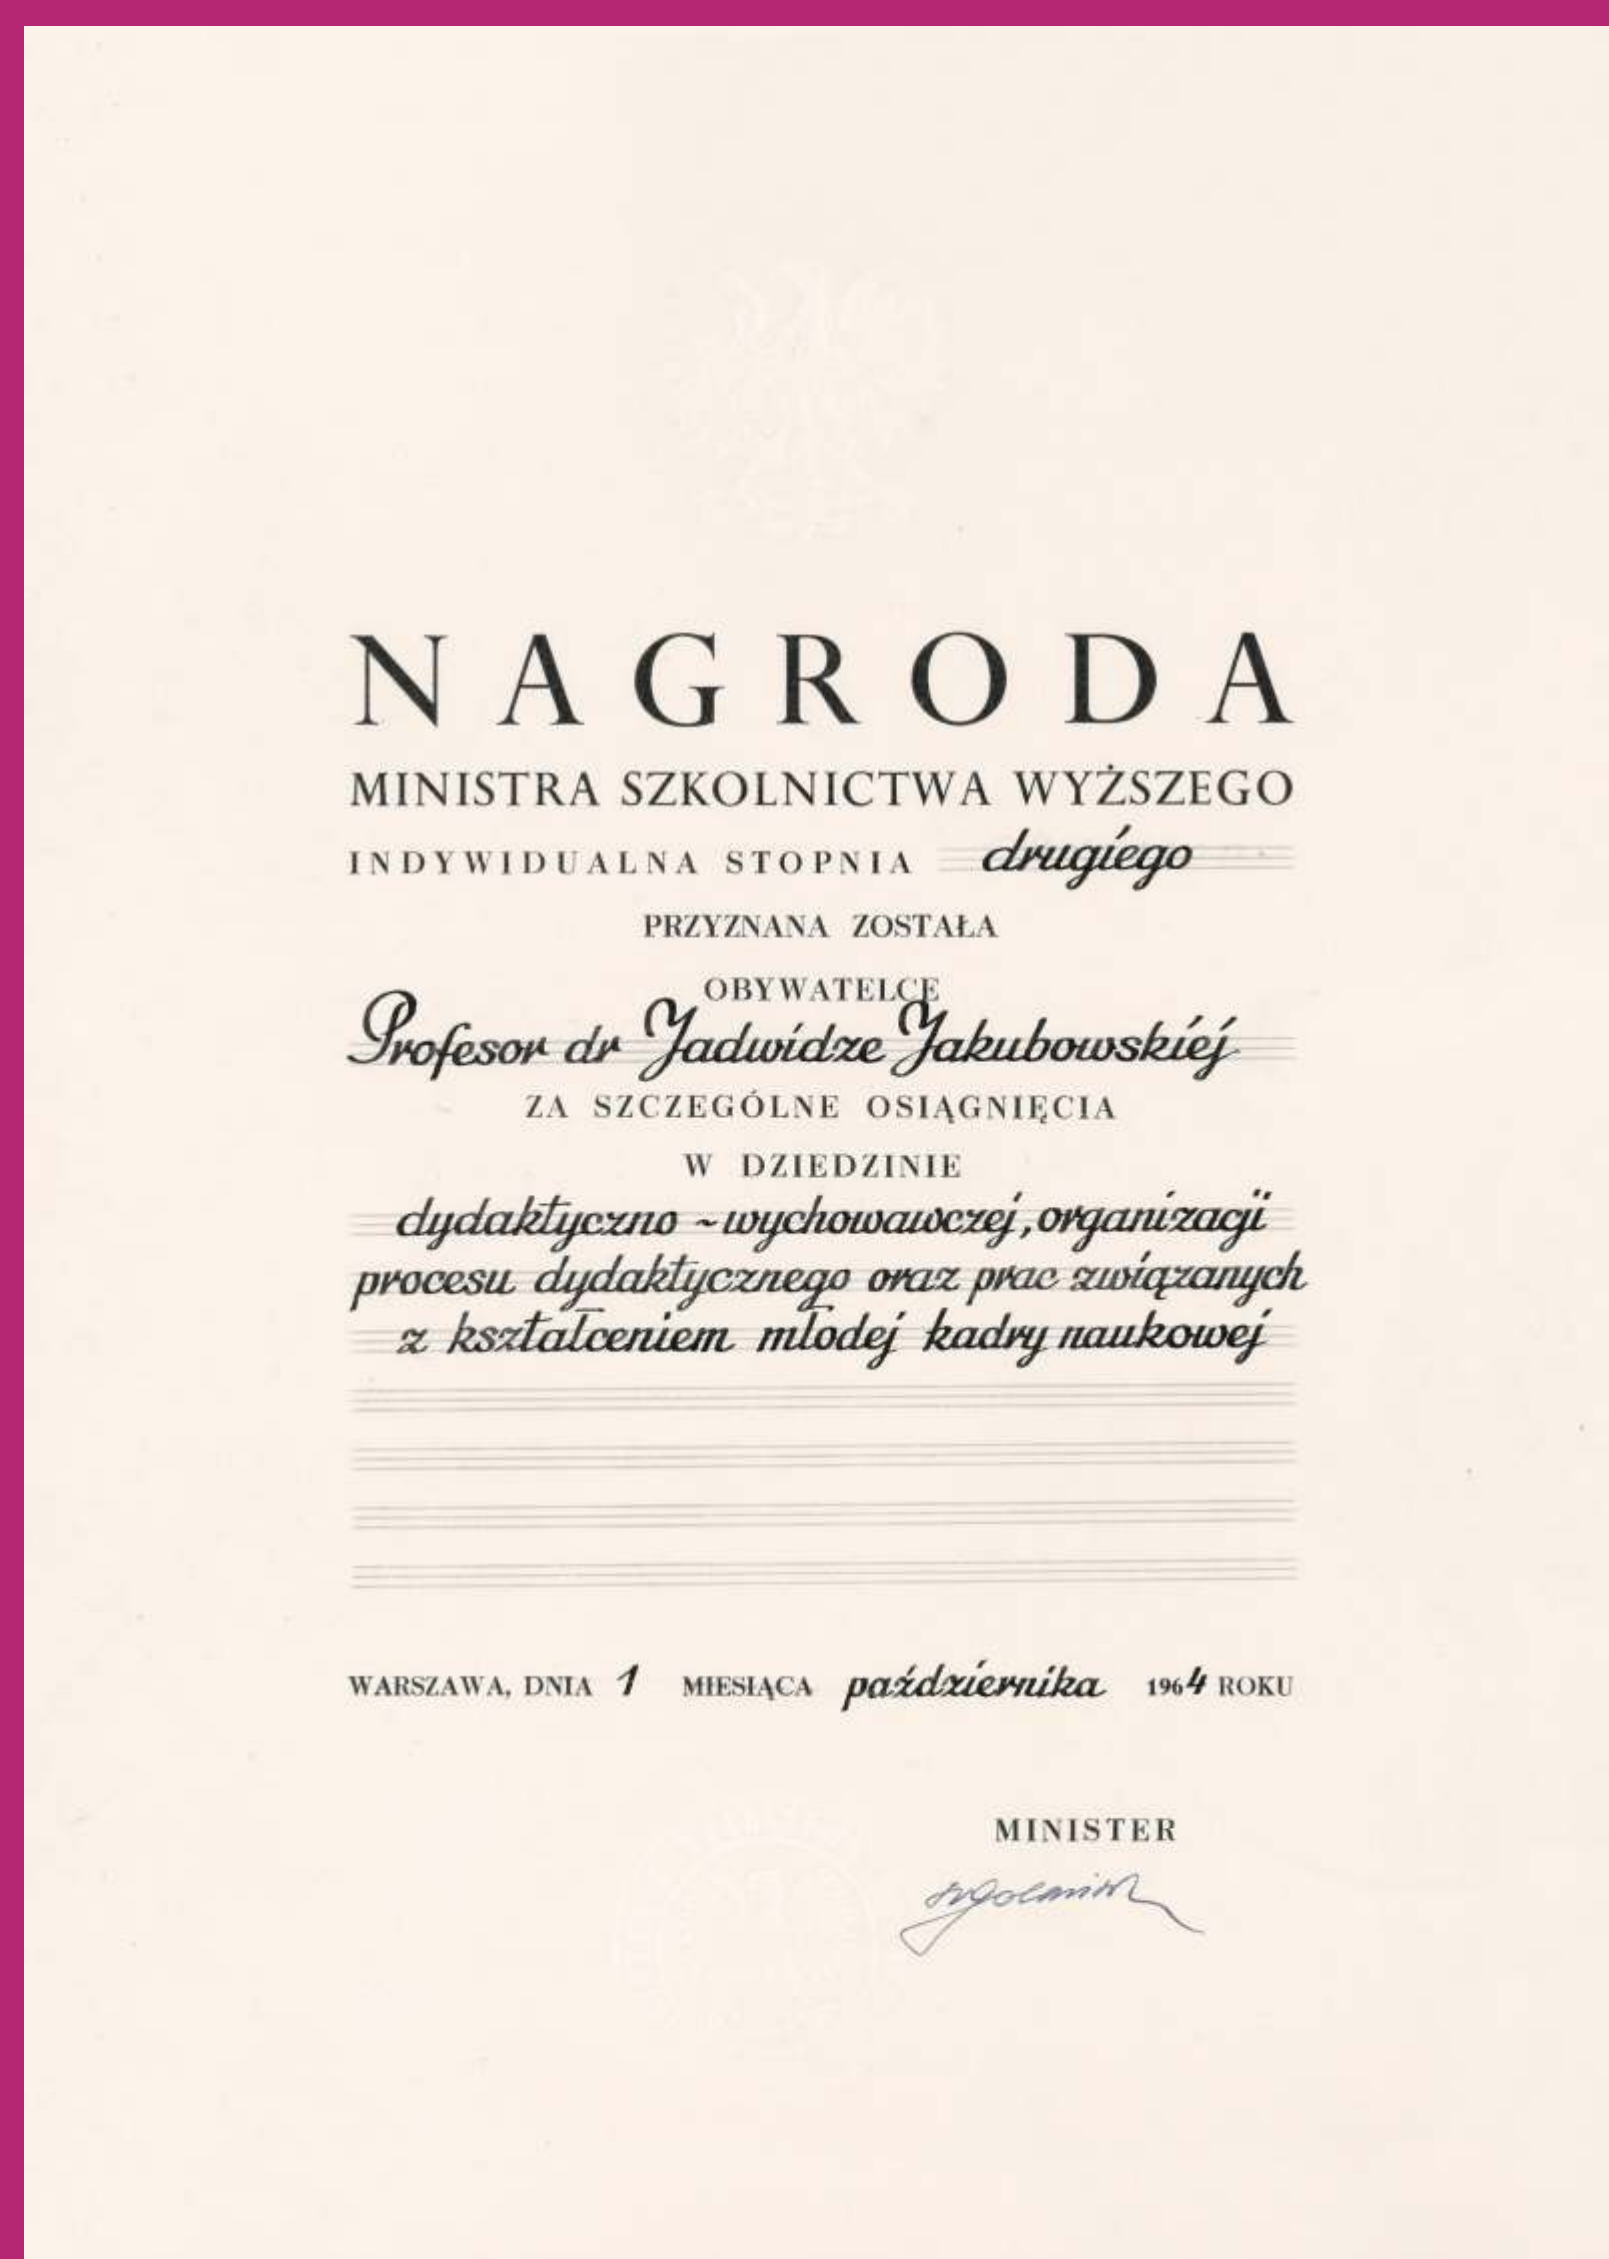 NAGRODA
MINISTRA SZKOLNICTWA WYŻSZEGO
INDYWIDUALNA STOPNIA drugiego
PRZYZNANA ZOSTAŁA
OBYWATELCE
Profesor dr Jadwidze Jakubowskiej
ZA SZCZEGÓLNE OSIĄGNIĘCIA
W DZIEDZINIE
dydaktyczno-wychowawczej, organizacji
procesu dydaktycznego oraz prac związanych
z kształceniem młodej kadry naukowej
WARSZAWA, DNIA 1 MIESIĄCA października 1964 ROKU
MINISTER